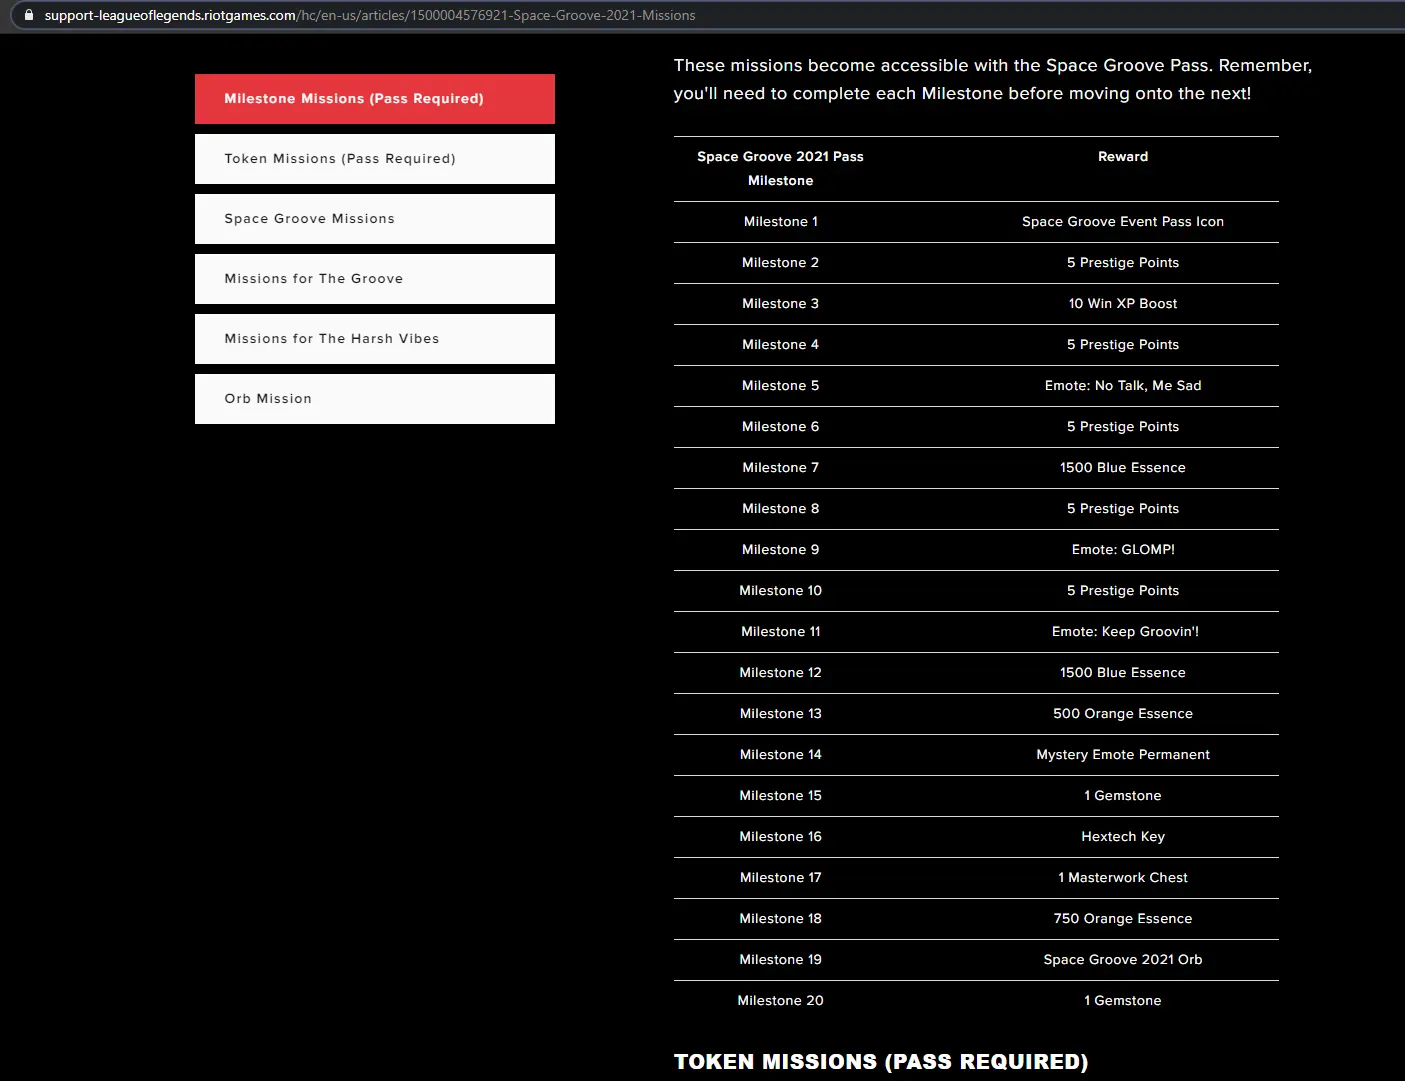 support-leagueoflegends.riotgames.com/hc/en-us/articles/1500004576921-Space-Groove-2021-Missions
Milestone Missions (Pass Required)
Token Missions (Pass Required)
Space Groove Missions
Missions for The Groove
Missions for The Harsh Vibes
Orb Mission
These missions become accessible with the Space Groove Pass. Remember,
you'll need to complete each Milestone before moving onto the next!
Space Groove 2021 Pass Milestone Reward
Milestone 1 Space Groove Event Pass Icon
Milestone 2 5 Prestige Points
Milestone 3 10 Win XP Boost
Milestone 4 5 Prestige Points
Milestone 5 Emote: No Talk, Me Sad
Milestone 6 5 Prestige Points
Milestone 7 1500 Blue Essence
Milestone 8 5 Prestige Points
Milestone 9 Emote: GLOMP!
Milestone 10 5 Prestige Points
Milestone 11 Emote: Keep Groovin'!
Milestone 12 1500 Blue Essence
Milestone 13 500 Orange Essence
Milestone 14 Mystery Emote Permanent
Milestone 15 1 Gemstone
Milestone 16 Hextech Key
Milestone 17 1 Masterwork Chest
Milestone 18 750 Orange Essence
Milestone 19 Space Groove 2021 Orb
Milestone 20 1 Gemstone
TOKEN MISSIONS (PASS REQUIRED)